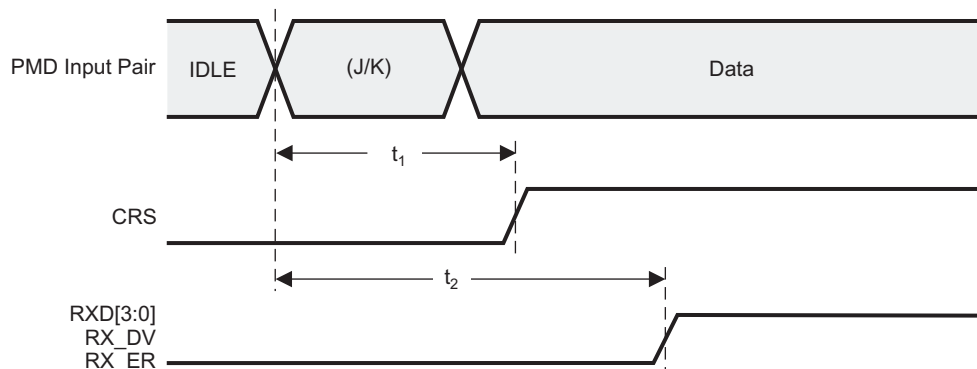 PMD Input Pair
IDLE
(J/K)
Data
t1
CRS
t2
RXD[3:0]
RX_DV
RX_ER